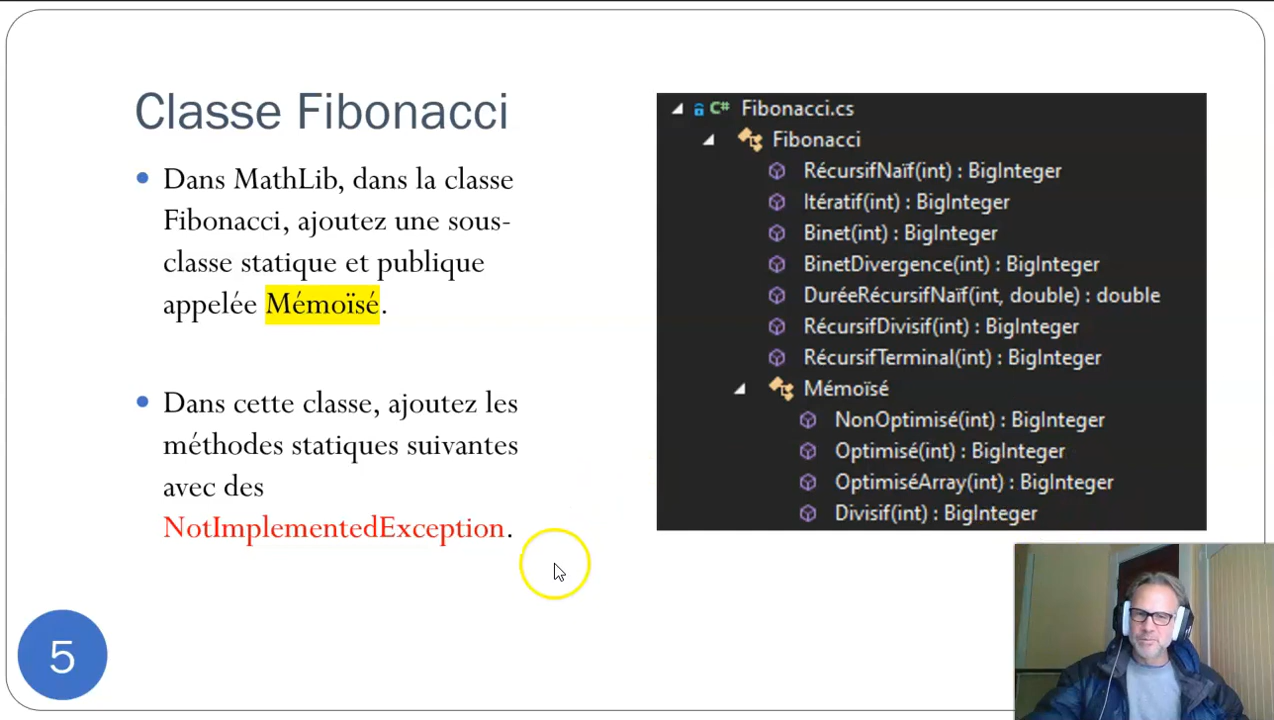 Classe Fibonacci
Dans MathLib, dans la classe
Fibonacci, ajoutez une sous-
classe statique et publique
appelée Mémoïsé.
Dans cette classe, ajoutez les
méthodes statiques suivantes
avec des
NotImplementedException.
C# Fibonacci.cs
Fibonacci
RécursifNaïf(int) : BigInteger
Itératif(int) : BigInteger
Binet(int) : BigInteger
BinetDivergence(int) : BigInteger
DuréeRécursifNaïf(int, double) : double
RécursifDivisif(int) : BigInteger
RécursifTerminal(int) : BigInteger
Mémoïsé
NonOptimisé(int) : BigInteger
Optimisé(int) : BigInteger
OptimiséArray(int) : BigInteger
Divisif(int) : BigInteger
5